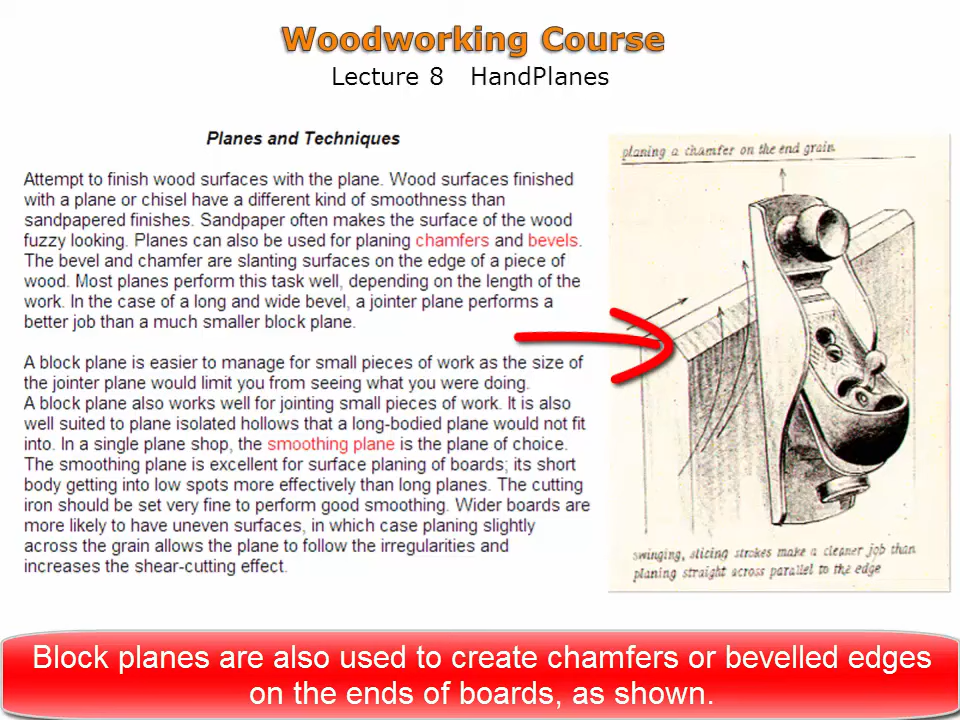 Woodworking Course
Lecture 8 HandPlanes
Planes and Techniques
Attempt to finish wood surfaces with the plane. Wood surfaces finished
with a plane or chisel have a different kind of smoothness than
sandpapered finishes. Sandpaper often makes the surface of the wood
fuzzy looking. Planes can also be used for planing chamfers and bevels.
The bevel and chamfer are slanting surfaces on the edge of a piece of
wood. Most planes perform this task well, depending on the length of the
work. In the case of a long and wide bevel, a jointer plane performs a
better job than a much smaller block plane.
A block plane is easier to manage for small pieces of work as the size of
the jointer plane would limit you from seeing what you were doing.
A block plane also works well for jointing small pieces of work. It is also
well suited to plane isolated hollows that a long-bodied plane would not fit
into. In a single plane shop, the smoothing plane is the plane of choice.
The smoothing plane is excellent for surface planing of boards; its short
body getting into low spots more effectively than long planes. The cutting
iron should be set very fine to perform good smoothing. Wider boards are
more likely to have uneven surfaces, in which case planing slightly
across the grain allows the plane to follow the irregularities and
increases the shear-cutting effect.
planing a chamfer on the end grain
swinging, slicing strokes make a cleaner job than
planing straight across parallel to the edge
Block planes are also used to create chamfers or bevelled edges
on the ends of boards, as shown.